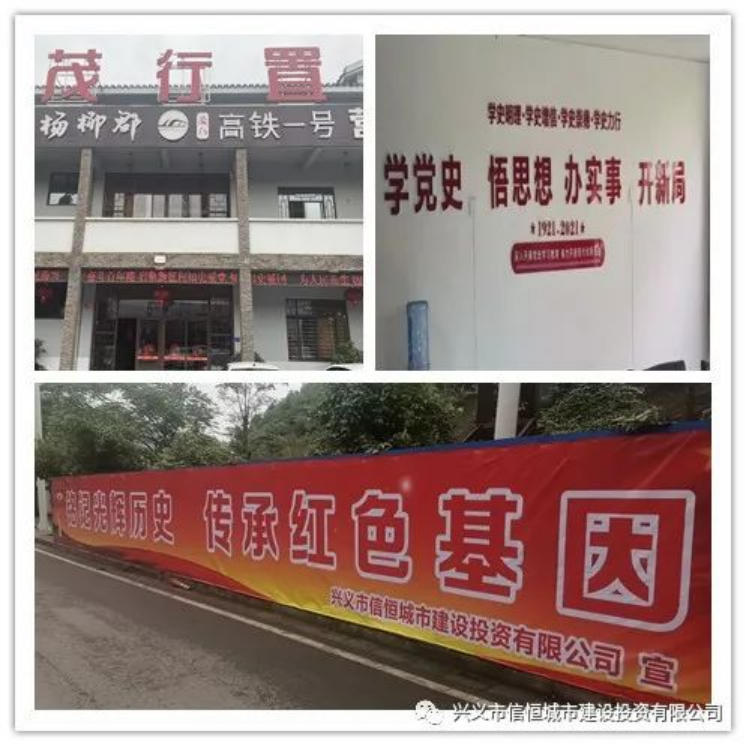 茂行置
杨柳郡
高铁一号
学史明理·学史增信·学史崇德·学史力行
学党史 悟思想 办实事 开新局
★1921-2021★
铭记光辉历史 传承红色基因
兴义市信恒城市建设投资有限公司 宣
兴义市信恒城市建设投资有限公司